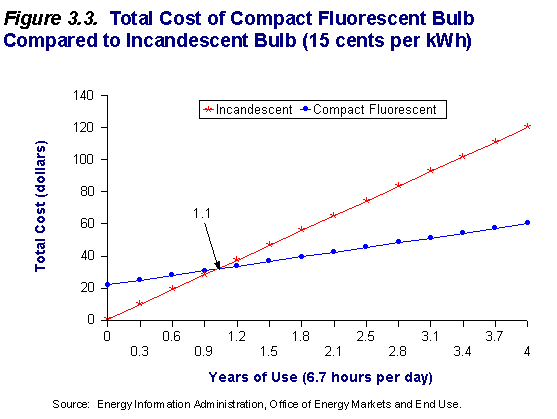 Figure 3.3. Total Cost of Compact Fluorescent Bulb
Compared to Incandescent Bulb (15 cents per kWh)
Incandescent Compact Fluorescent
Total Cost (dollars)
140
120
100
80
60
40
20
0
1.1
0 0.6 0.9 1.2 1.8 2.5 3.1 3.7
0.3 1.5 2.1 2.8 3.4 4
Years of Use (6.7 hours per day)
Source: Energy Information Administration, Office of Energy Markets and End Use.